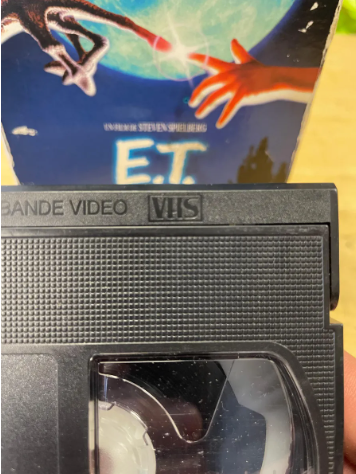 UN FILM DE STEVEN SPIELBERG
E.T.
BANDE VIDEO VHS